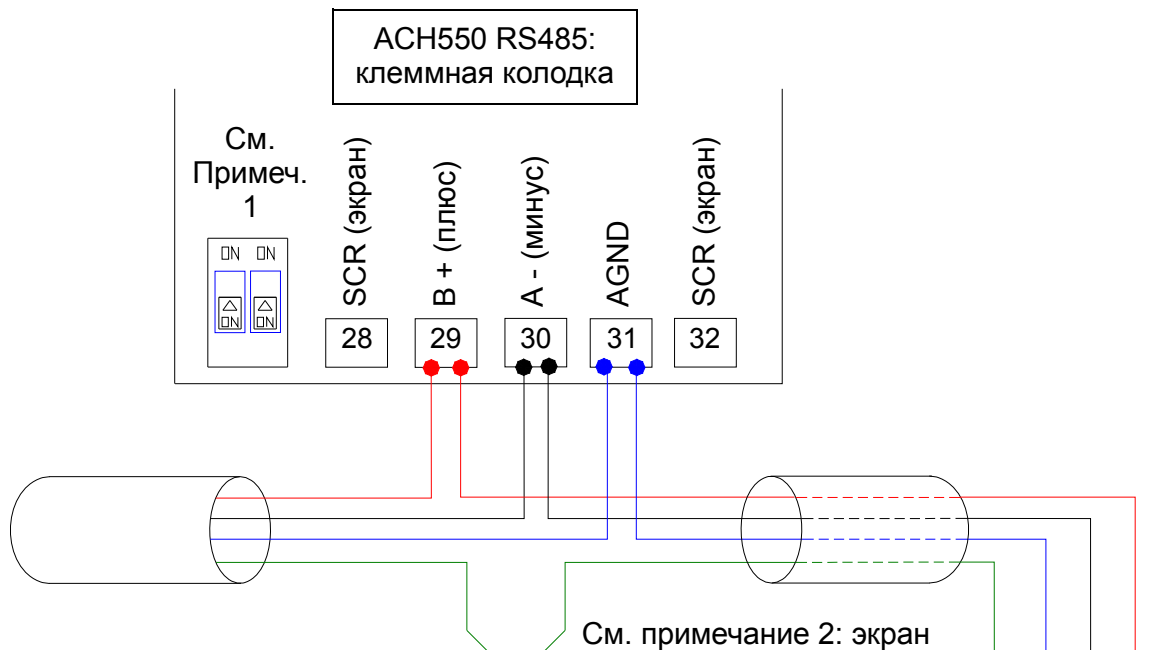 ACH550 RS485:
клеммная колодка
См.
Примеч.
1
ON ON
ON ON
SCR (экран)
B + (плюс)
A - (минус)
AGND
SCR (экран)
28 29 30 31 32
См. примечание 2: экран